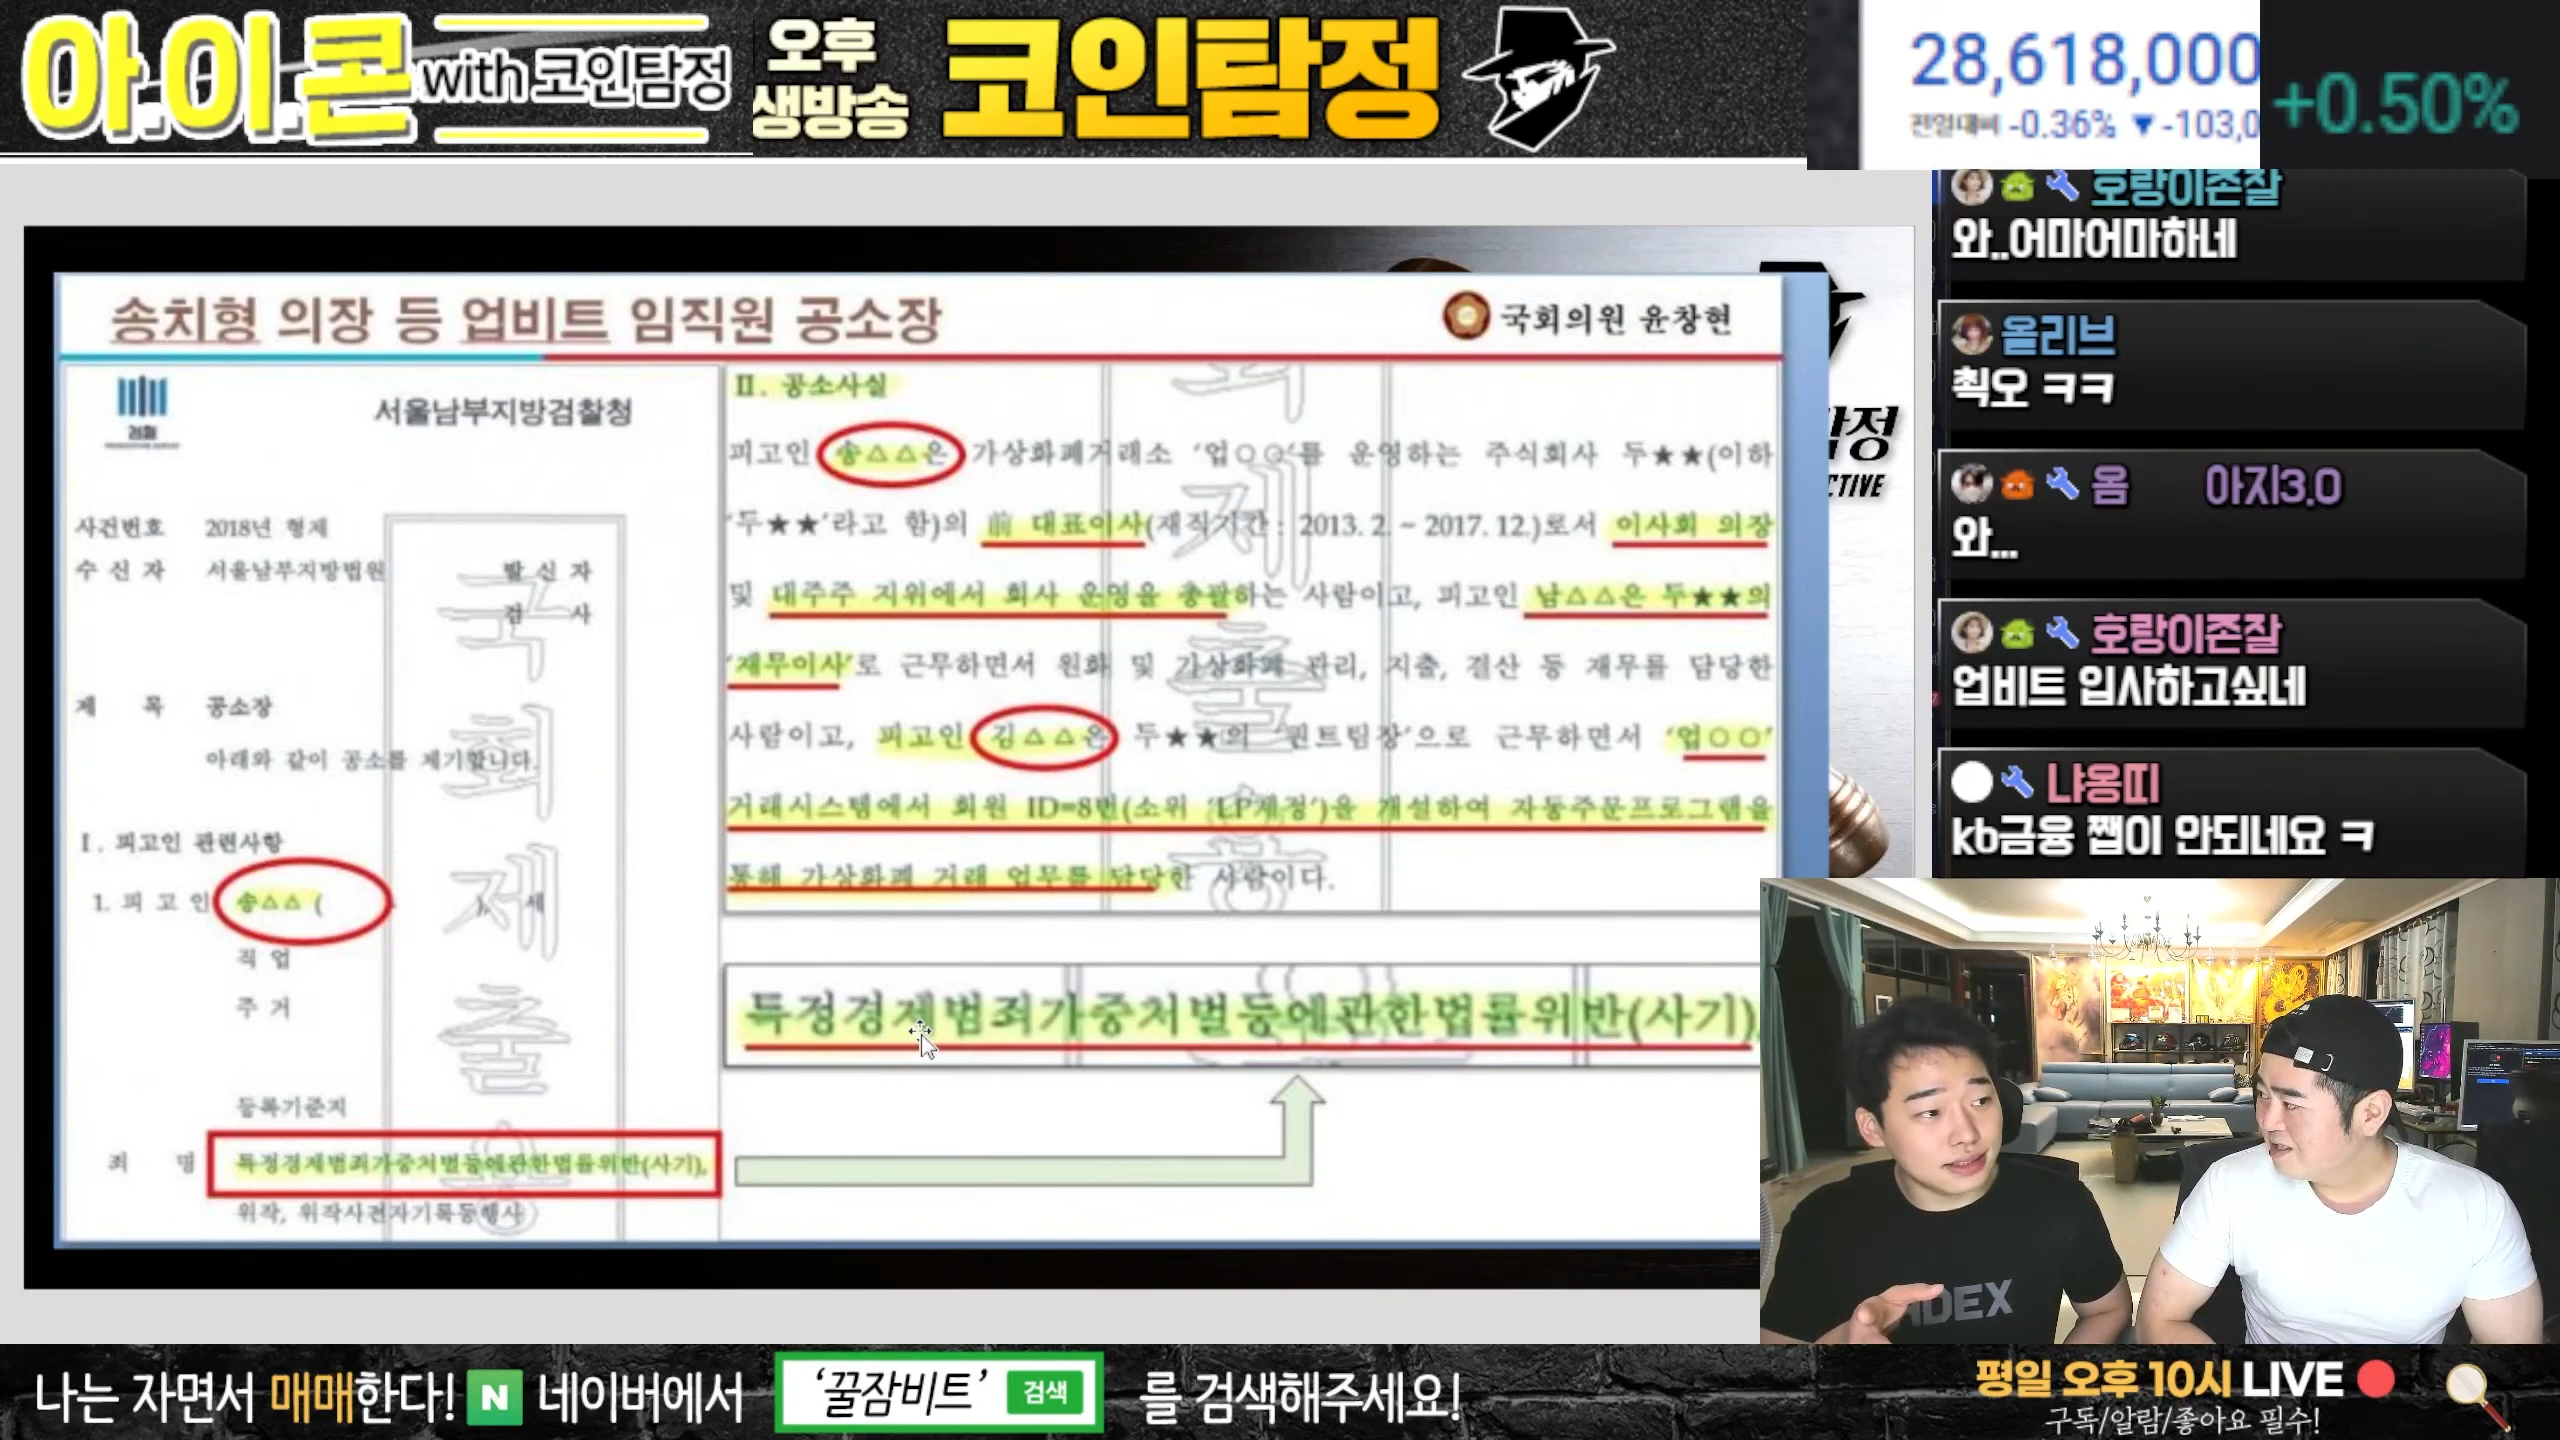 아이콘 with 코인탐정
오후 생방송 코인탐정
28,618,000
전일대비 -0.36% ▼-103,0
+0.50%
송치형 의장 등 업비트 임직원 공소장
국회의원 윤창현
검찰
서울남부지방검찰청
사건번호 2018년 형제
수 신 자 서울남부지방법원 발 신 자
검 사
제 목 공소장
아래와 같이 공소를 제기합니다.
I. 피고인 관련사항
1. 피 고 인 송△△ ( ), 세
직 업
주 거
등록기준지
죄 명 특정경제범죄가중처벌등에관한법률위반(사기),
위작, 위작사전자기록등행사
국회제출용
II. 공소사실
피고인 송△△은 가상화폐거래소 '업○○'를 운영하는 주식회사 두★★(이하
'두★★'라고 함)의 前 대표이사(재직기간 : 2013. 2. ~ 2017. 12.)로서 이사회 의장
및 대주주 지위에서 회사 운영을 총괄하는 사람이고, 피고인 남△△은 두★★의
'재무이사'로 근무하면서 원화 및 가상화폐 관리, 지출, 결산 등 재무를 담당한
사람이고, 피고인 김△△은 두★★의 '퀀트팀장'으로 근무하면서 '업○○'
거래시스템에서 회원 ID=8번(소위 'LP계정')을 개설하여 자동주문프로그램을
통해 가상화폐 거래 업무를 담당한 사람이다.
특정경제범죄가중처벌등에관한법률위반(사기),
탐정
CTIVE
호랑이존잘
와..어마어마하네
올리브
쵝오 ㅋㅋ
옴 아지3.0
와...
호랑이존잘
업비트 입사하고싶네
냐옹띠
kb금융 쨉이 안되네요 ㅋ
DEX
나는 자면서 매매한다! N 네이버에서 '꿀잠비트' 검색 를 검색해주세요!
평일 오후 10시 LIVE
구독/알람/좋아요 필수!